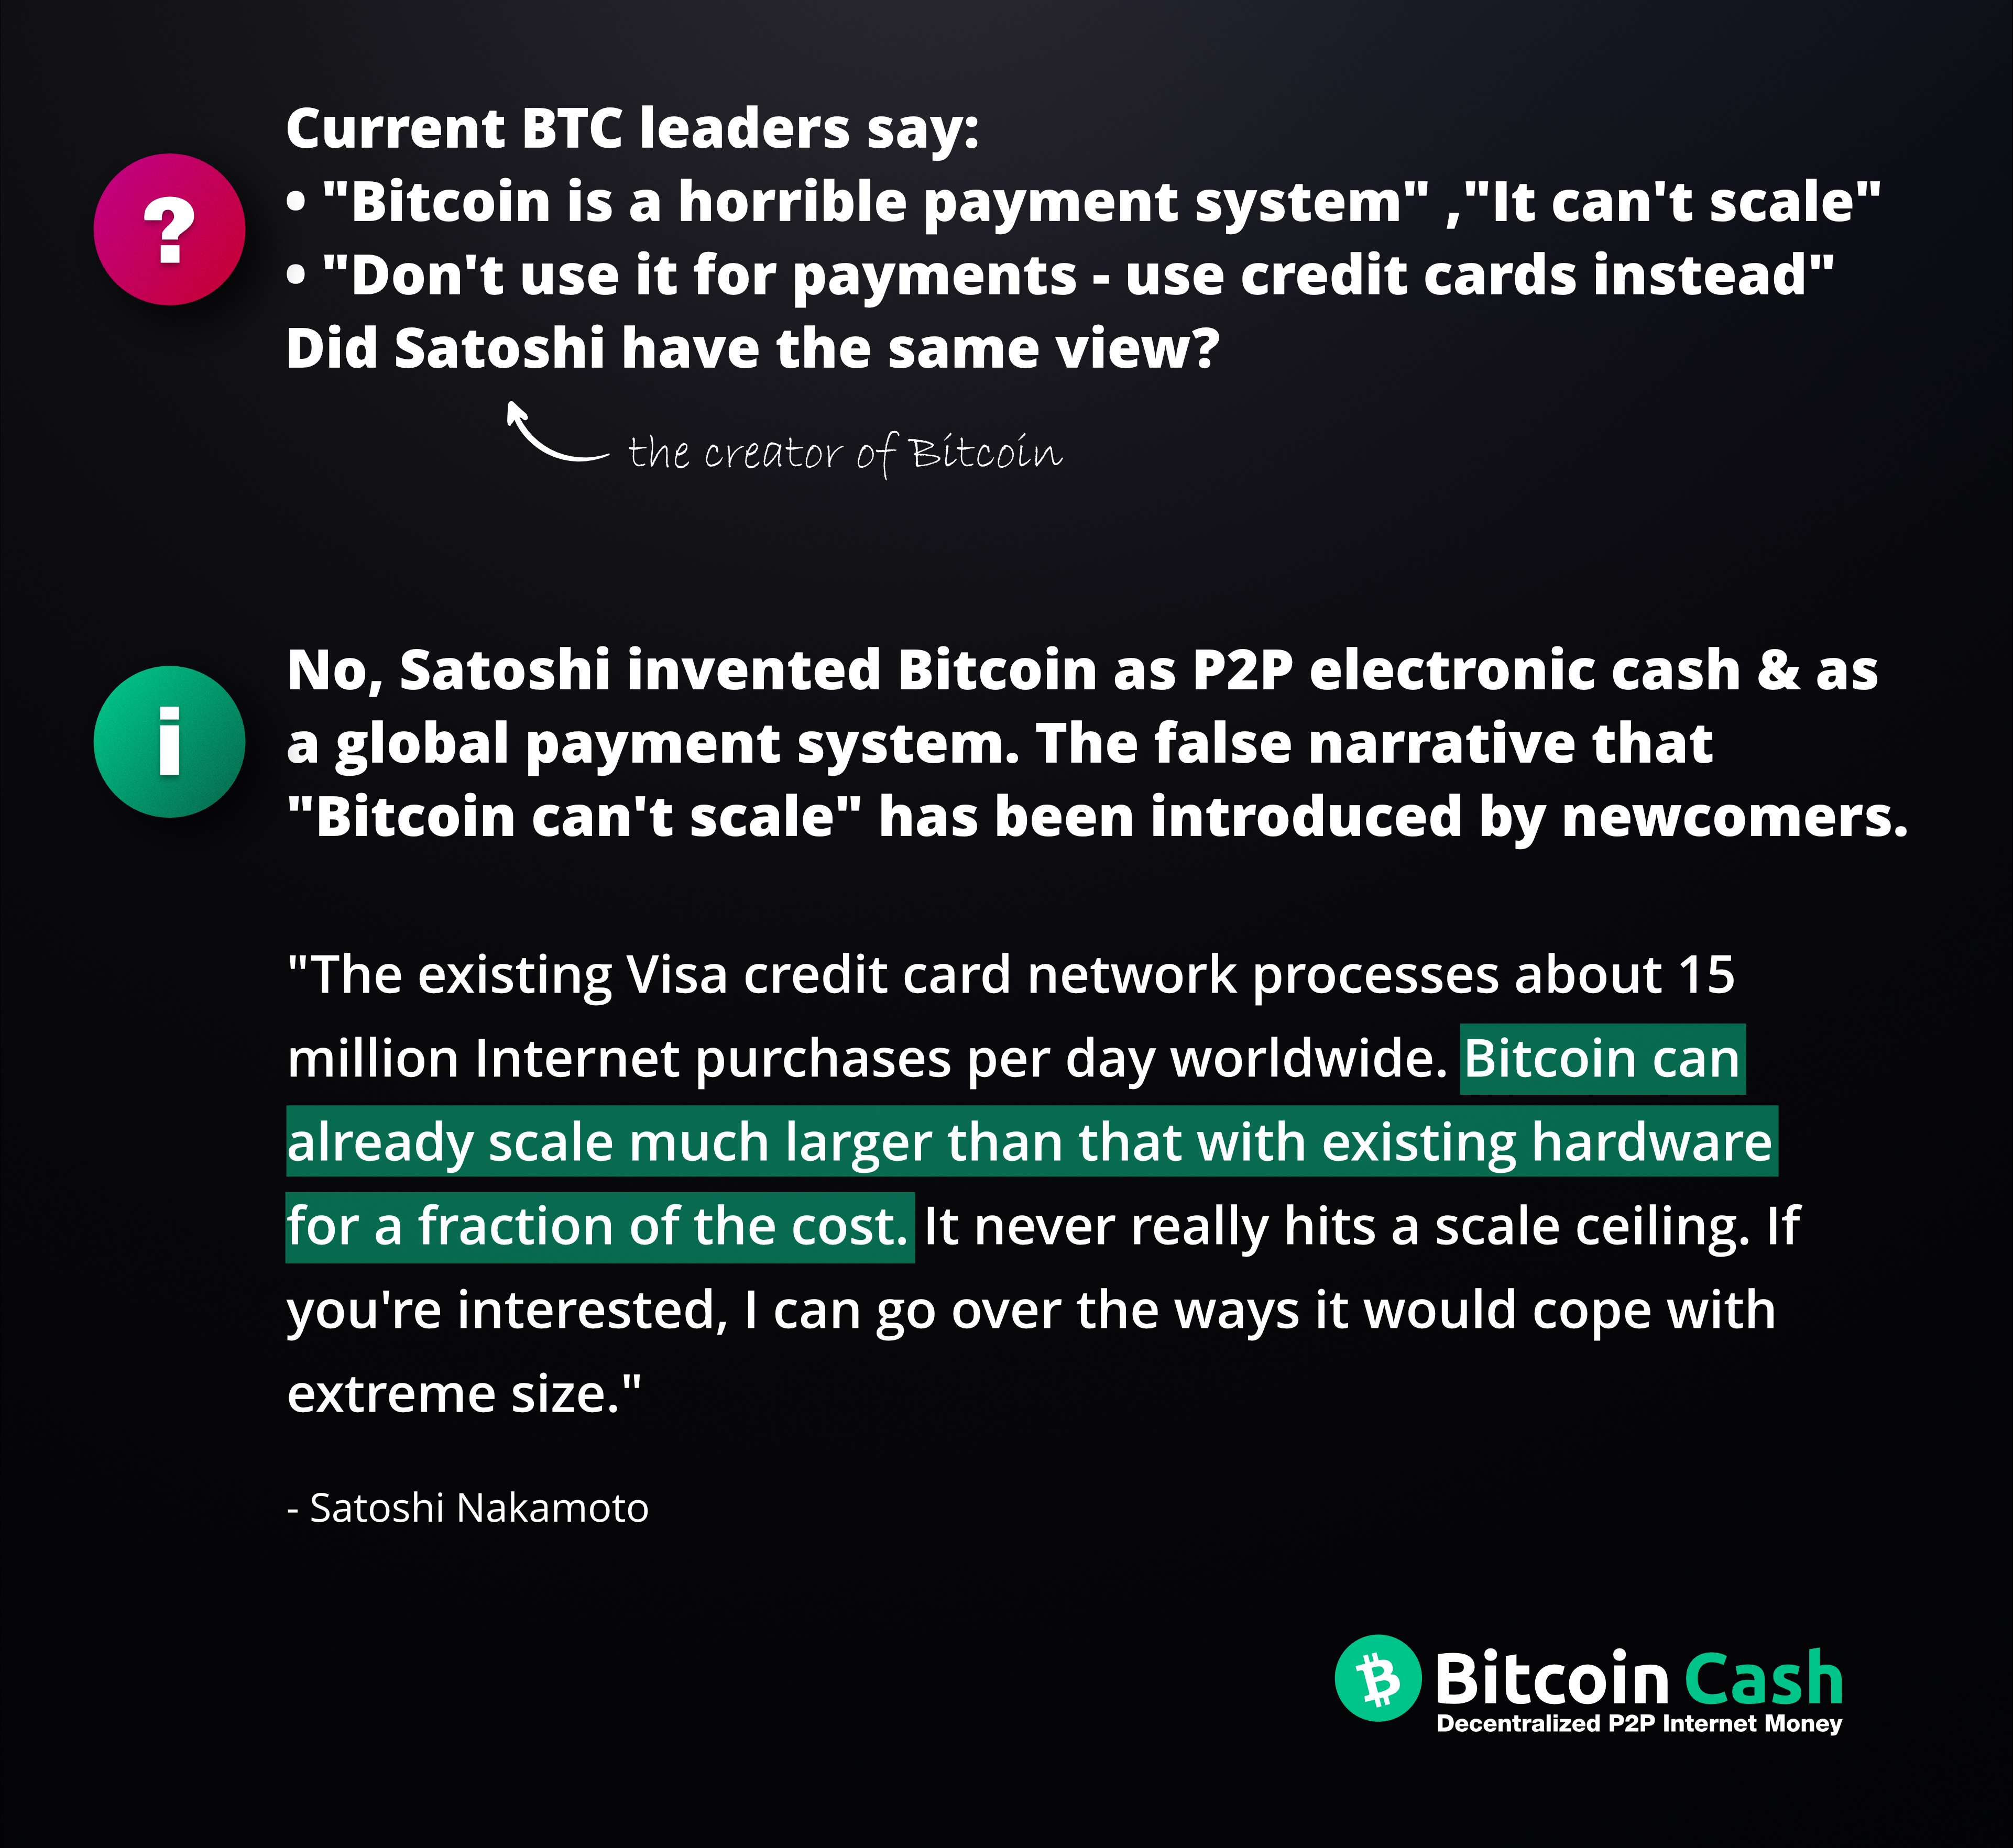 Current BTC leaders say:
• "Bitcoin is a horrible payment system" ,"It can't scale"
• "Don't use it for payments - use credit cards instead"
Did Satoshi have the same view?
the creator of Bitcoin
?
i
No, Satoshi invented Bitcoin as P2P electronic cash & as
a global payment system. The false narrative that
"Bitcoin can't scale" has been introduced by newcomers.
"The existing Visa credit card network processes about 15
million Internet purchases per day worldwide. Bitcoin can
already scale much larger than that with existing hardware
for a fraction of the cost. It never really hits a scale ceiling. If
you're interested, I can go over the ways it would cope with
extreme size."
- Satoshi Nakamoto
₿ Bitcoin Cash
Decentralized P2P Internet Money